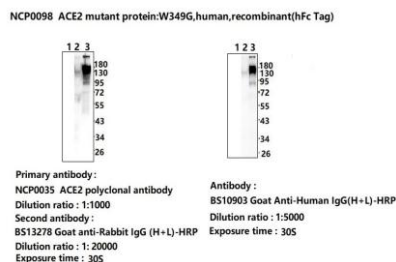 NCP0098 ACE2 mutant protein:W349G,human,recombinant(hFc Tag)
1 2 3
180
130
95
72
55
43
34
26
Primary antibody :
NCP0035 ACE2 polyclonal antibody
Dilution ratio : 1:1000
Second antibody :
BS13278 Goat anti-Rabbit IgG (H+L)-HRP
Dilution ratio : 1: 20000
Exposure time : 30S
1 2 3
180
130
95
72
55
43
34
26
Antibody :
BS10903 Goat Anti-Human IgG(H+L)-HRP
Dilution ratio : 1:5000
Exposure time : 30S